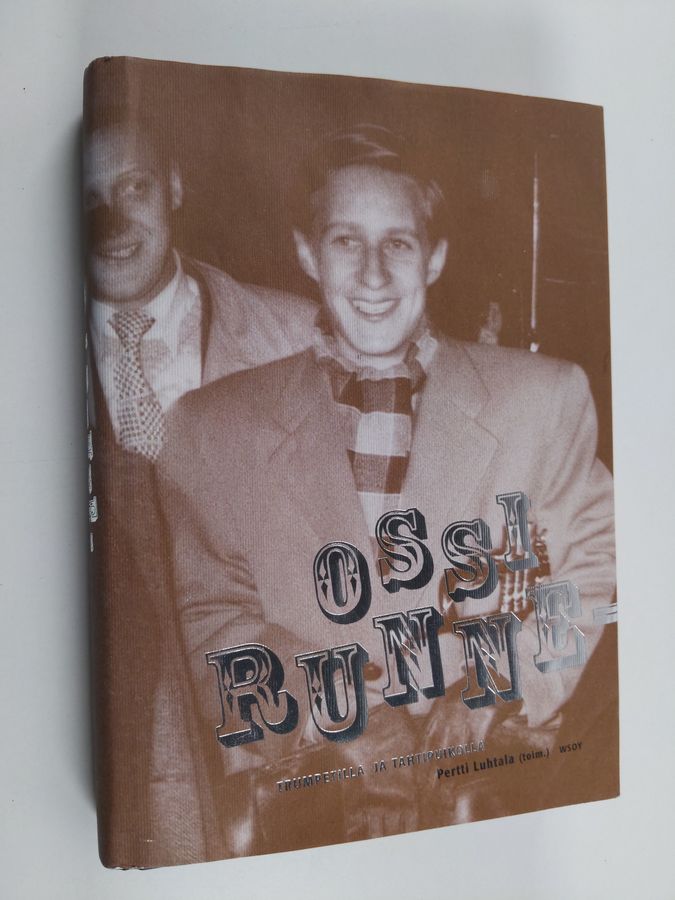 OSSI
RUNNE
TRUMPETILLA JA TAHTIPUIKOLLA
Pertti Luhtala (toim.) WSOY